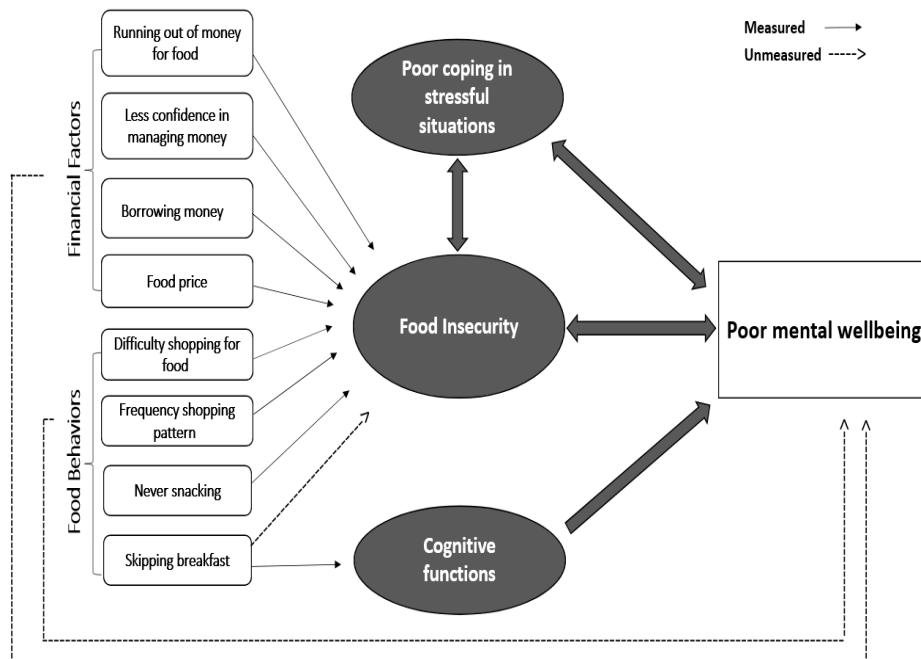 Running out of money
for food
Less confidence in
managing money
Borrowing money
Food price
Financial Factors
Difficulty shopping for
food
Frequency shopping
pattern
Never snacking
Skipping breakfast
Food Behaviors
Poor coping in
stressful
situations
Food Insecurity
Cognitive
functions
Poor mental wellbeing
Measured
Unmeasured